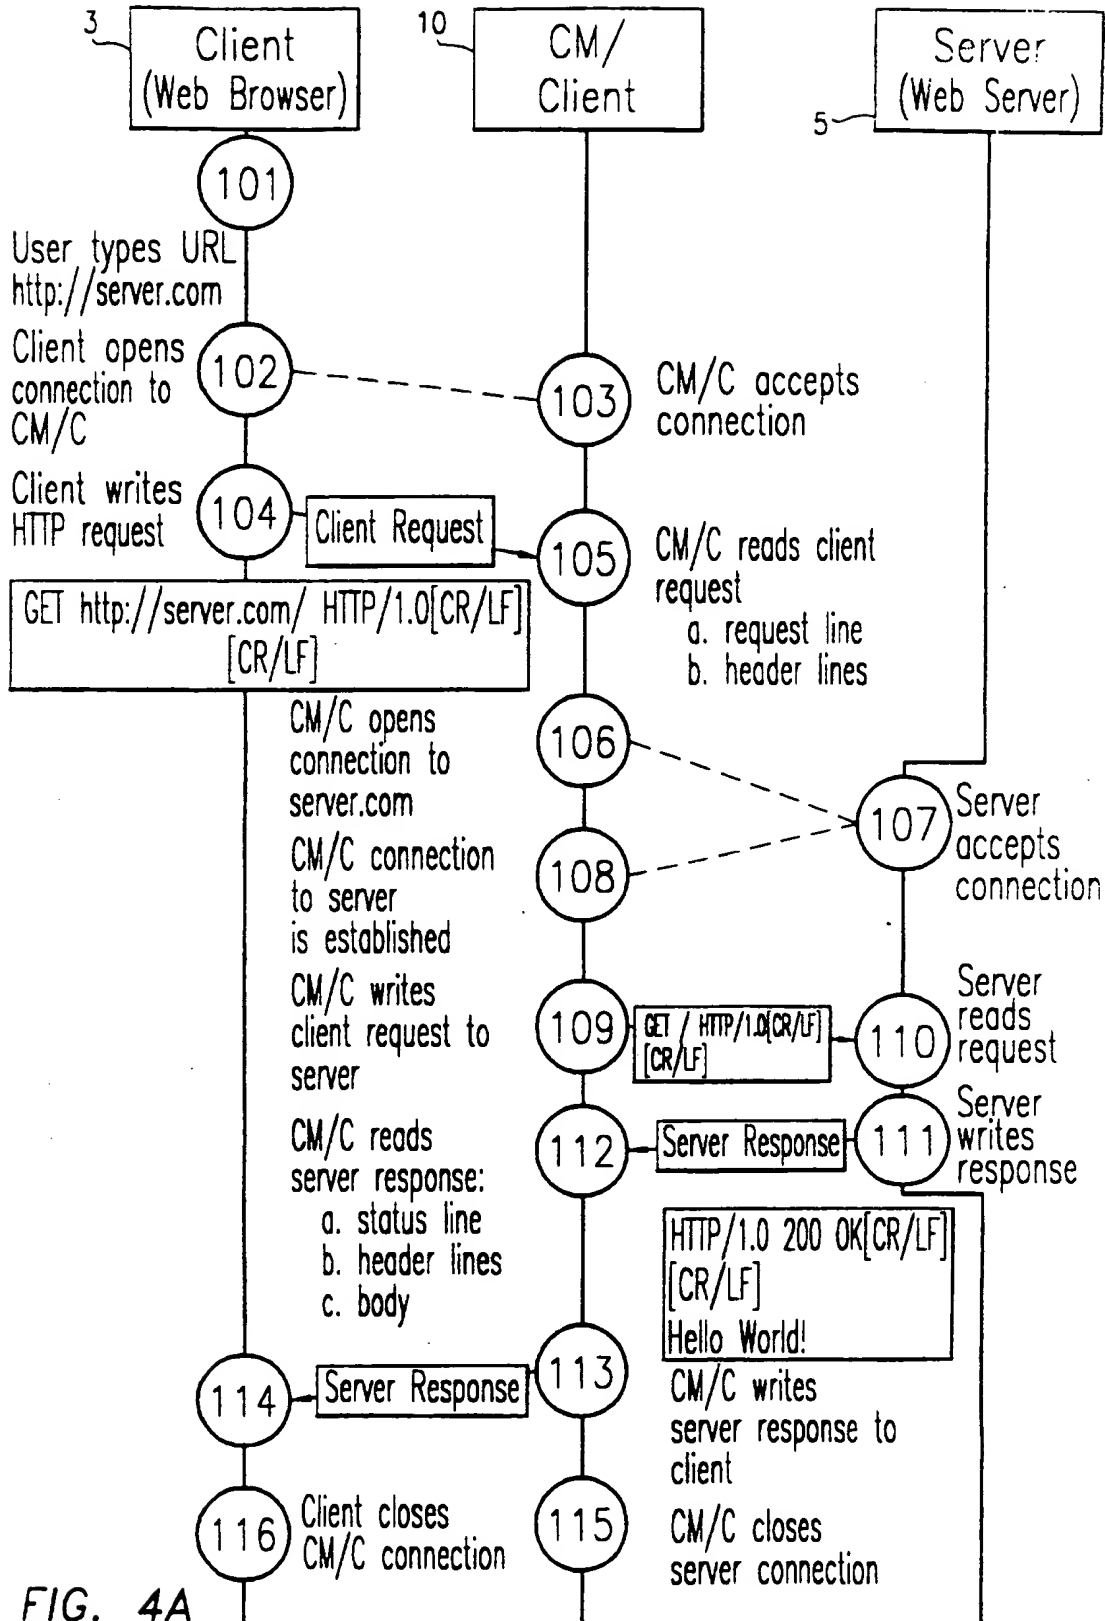 3
Client
(Web Browser)
10
CM/
Client
Server
(Web Server)
5
101
User types URL
http://server.com
Client opens
connection to
CM/C
102
103
CM/C accepts
connection
Client writes
HTTP request
104
Client Request
105
CM/C reads client
request
a. request line
b. header lines
GET http://server.com/ HTTP/1.0[CR/LF]
[CR/LF]
CM/C opens
connection to
server.com
106
107
Server
accepts
connection
CM/C connection
to server
is established
108
CM/C writes
client request to
server
109
GET / HTTP/1.0[CR/LF]
[CR/LF]
110
Server
reads
request
CM/C reads
server response:
a. status line
b. header lines
c. body
112
Server Response
111
Server
writes
response
HTTP/1.0 200 OK[CR/LF]
[CR/LF]
Hello World!
114
Server Response
113
CM/C writes
server response to
client
116
Client closes
CM/C connection
115
CM/C closes
server connection
FIG. 4A